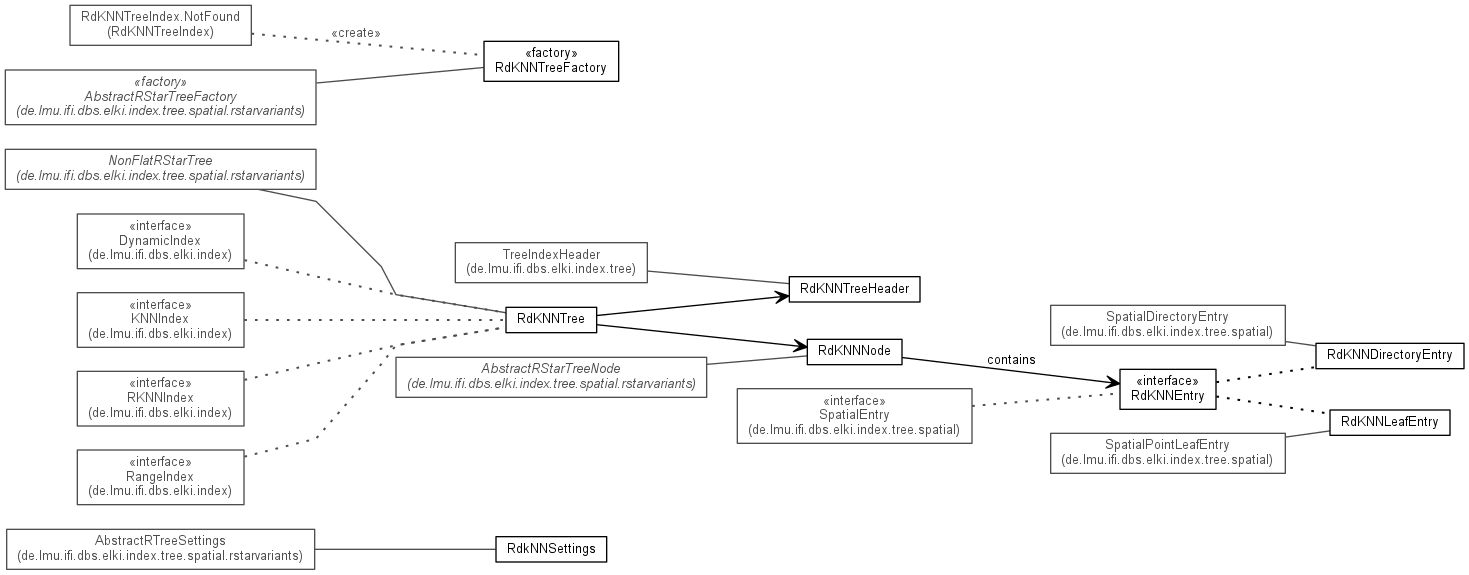 RdKNNTreeIndex.NotFound
(RdKNNTreeIndex)
«create»
«factory»
RdKNNTreeFactory
«factory»
AbstractRStarTreeFactory
(de.lmu.ifi.dbs.elki.index.tree.spatial.rstarvariants)
NonFlatRStarTree
(de.lmu.ifi.dbs.elki.index.tree.spatial.rstarvariants)
«interface»
DynamicIndex
(de.lmu.ifi.dbs.elki.index)
TreeIndexHeader
(de.lmu.ifi.dbs.elki.index.tree)
RdKNNTreeHeader
«interface»
KNNIndex
(de.lmu.ifi.dbs.elki.index)
RdKNNTree
SpatialDirectoryEntry
(de.lmu.ifi.dbs.elki.index.tree.spatial)
RdKNNDirectoryEntry
RdKNNNode
contains
AbstractRStarTreeNode
(de.lmu.ifi.dbs.elki.index.tree.spatial.rstarvariants)
«interface»
RdKNNEntry
«interface»
RKNNIndex
(de.lmu.ifi.dbs.elki.index)
«interface»
SpatialEntry
(de.lmu.ifi.dbs.elki.index.tree.spatial)
RdKNNLeafEntry
SpatialPointLeafEntry
(de.lmu.ifi.dbs.elki.index.tree.spatial)
«interface»
RangeIndex
(de.lmu.ifi.dbs.elki.index)
AbstractRTreeSettings
(de.lmu.ifi.dbs.elki.index.tree.spatial.rstarvariants)
RdkNNSettings